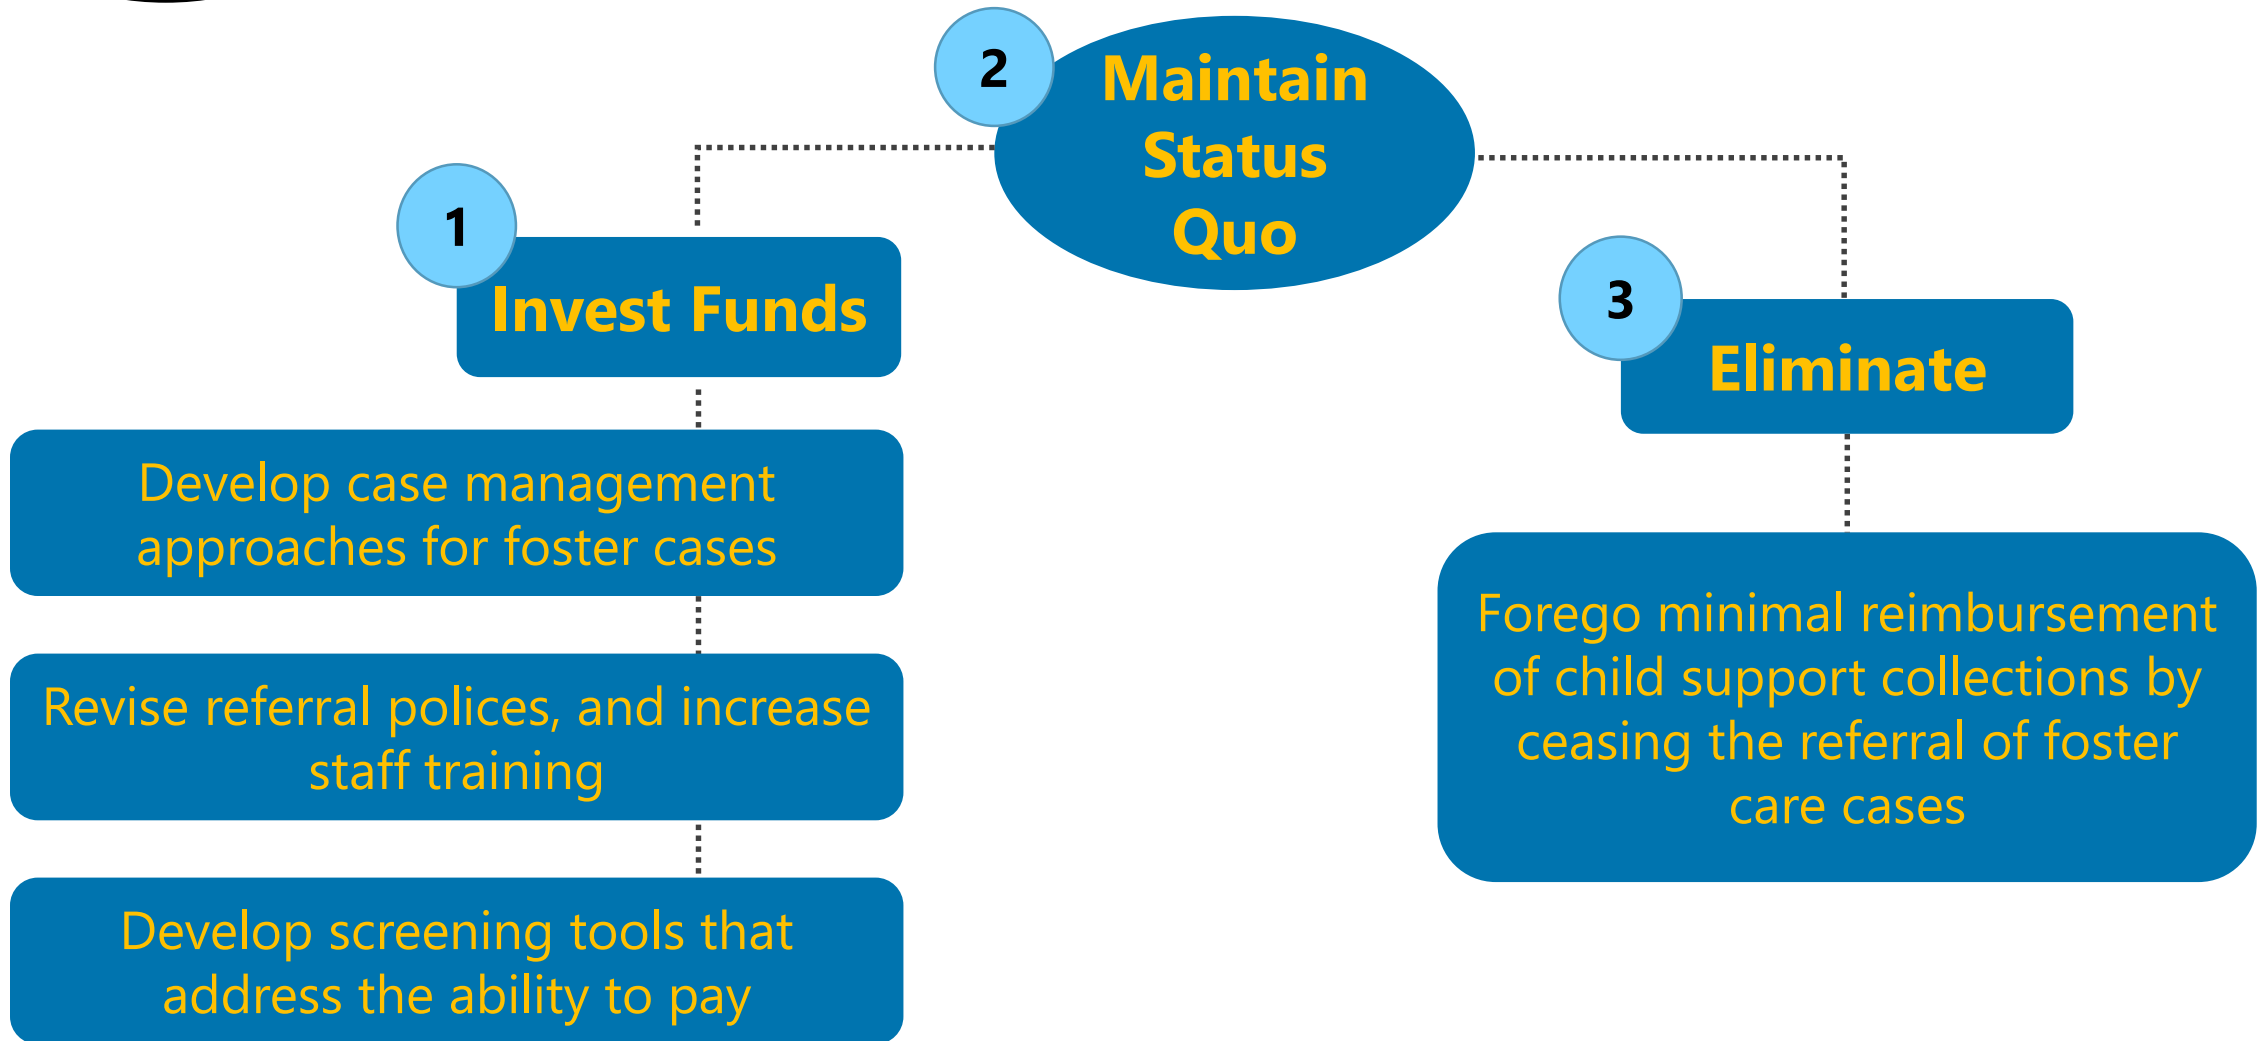 2
Maintain
Status
Quo
1
Invest Funds
Develop case management
approaches for foster cases
Revise referral polices, and increase
staff training
Develop screening tools that
address the ability to pay
3
Eliminate
Forego minimal reimbursement
of child support collections by
ceasing the referral of foster
care cases